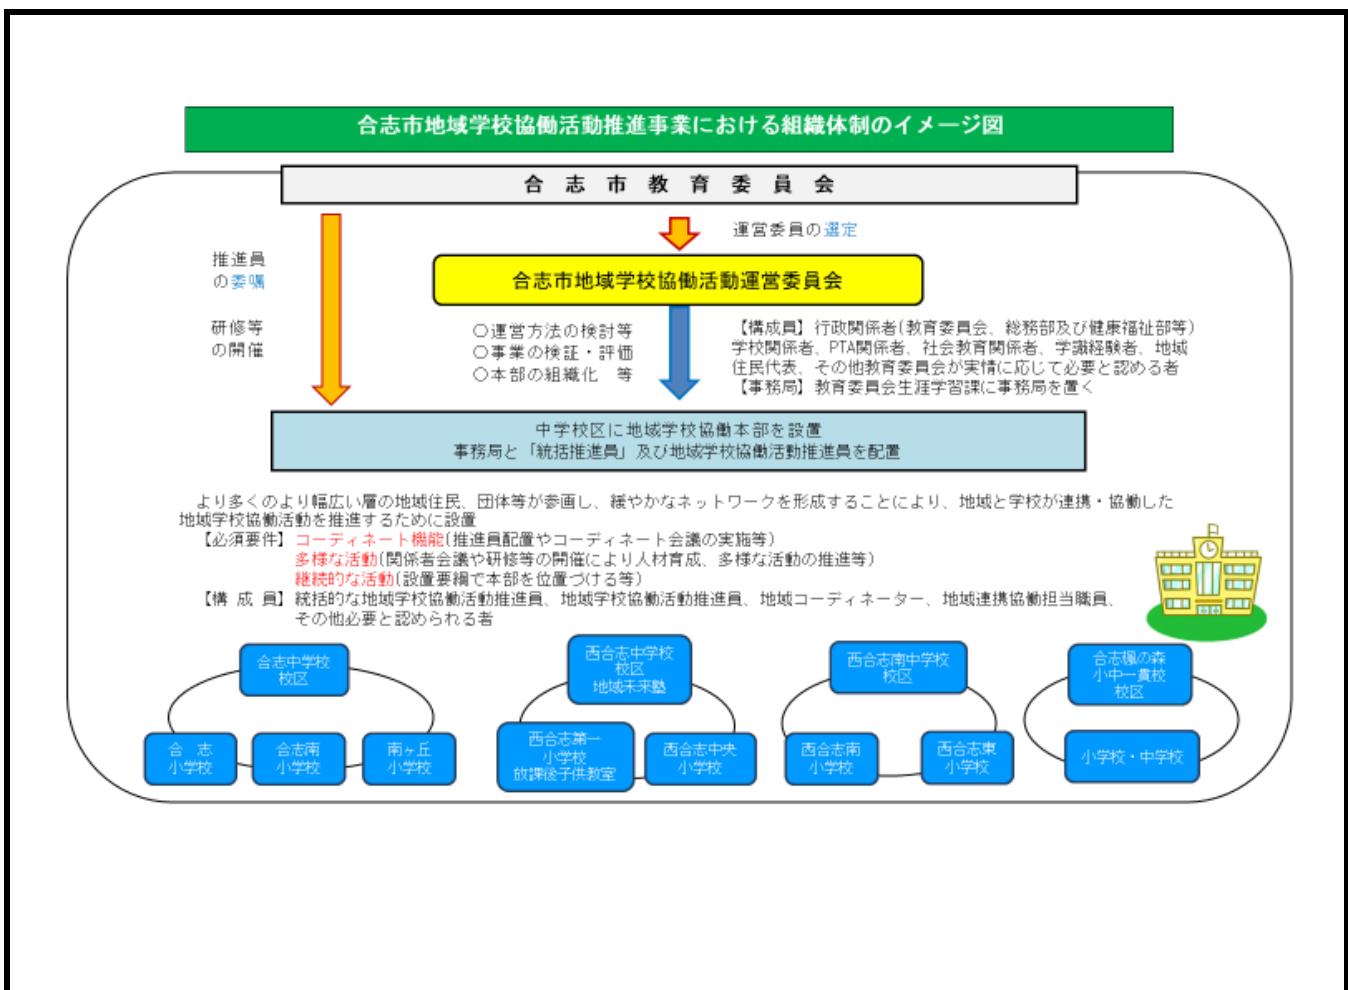 合志市地域学校協働活動推進事業における組織体制のイメージ図
合 志 市 教 育 委 員 会
運営委員の選定
推進員
の委嘱
合志市地域学校協働活動運営委員会
研修等
の開催
○運営方法の検討等
○事業の検証・評価
○本部の組織化 等
【構成員】行政関係者(教育委員会、総務部及び健康福祉部等)
学校関係者、PTA関係者、社会教育関係者、学識経験者、地域
住民代表、その他教育委員会が実情に応じて必要と認める者
【事務局】教育委員会生涯学習課に事務局を置く
中学校区に地域学校協働本部を設置
事務局と「統括推進員」及び地域学校協働活動推進員を配置
より多くのより幅広い層の地域住民、団体等が参画し、緩やかなネットワークを形成することにより、地域と学校が連携・協働した
地域学校協働活動を推進するために設置
【必須要件】コーディネート機能(推進員配置やコーディネート会議の実施等)
多様な活動(関係者会議や研修等の開催により人材育成、多様な活動の推進等)
継続的な活動(設置要綱で本部を位置づける等)
【構 成 員】統括的な地域学校協働活動推進員、地域学校協働活動推進員、地域コーディネーター、地域連携協働担当職員、
その他必要と認められる者
合志中学校
校区
合 志
小学校
合志南
小学校
南ヶ丘
小学校
西合志中学校
校区
地域未来塾
西合志第一
小学校
放課後子供教室
西合志中央
小学校
西合志南中学校
校区
西合志南
小学校
西合志東
小学校
合志楓の森
小中一貫校
校区
小学校・中学校